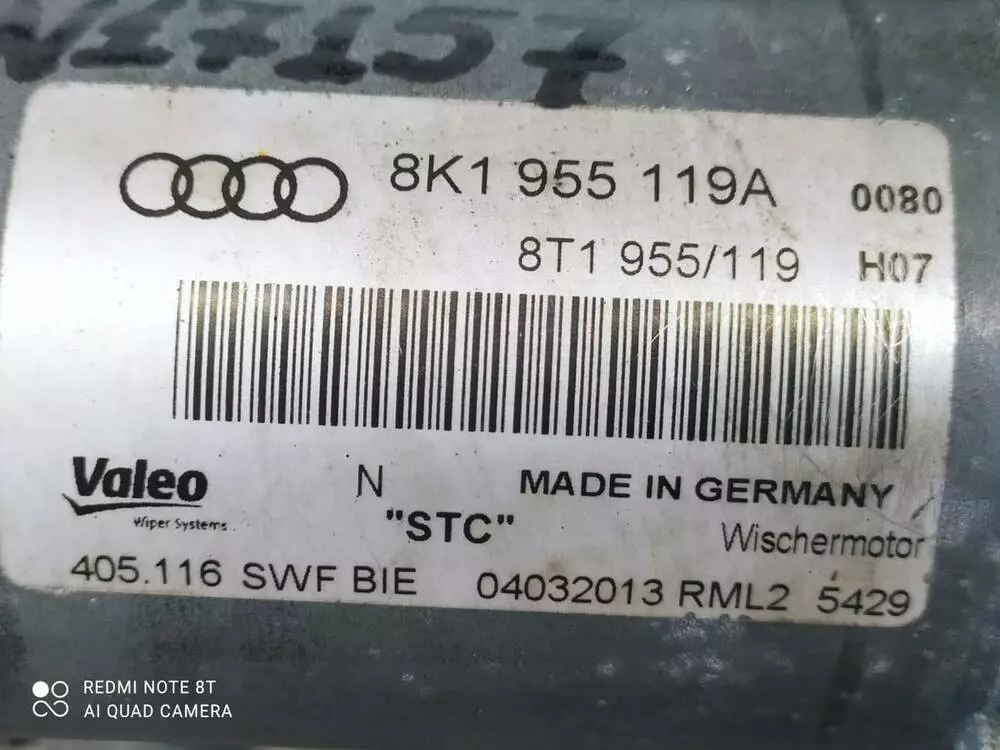 W17157
8K1 955 119A 0080
8T1 955/119 H07
Valeo N MADE IN GERMANY
Wiper Systems "STC" Wischermotor
405.116 SWF BIE 04032013 RML2 5429
REDMI NOTE 8T
AI QUAD CAMERA